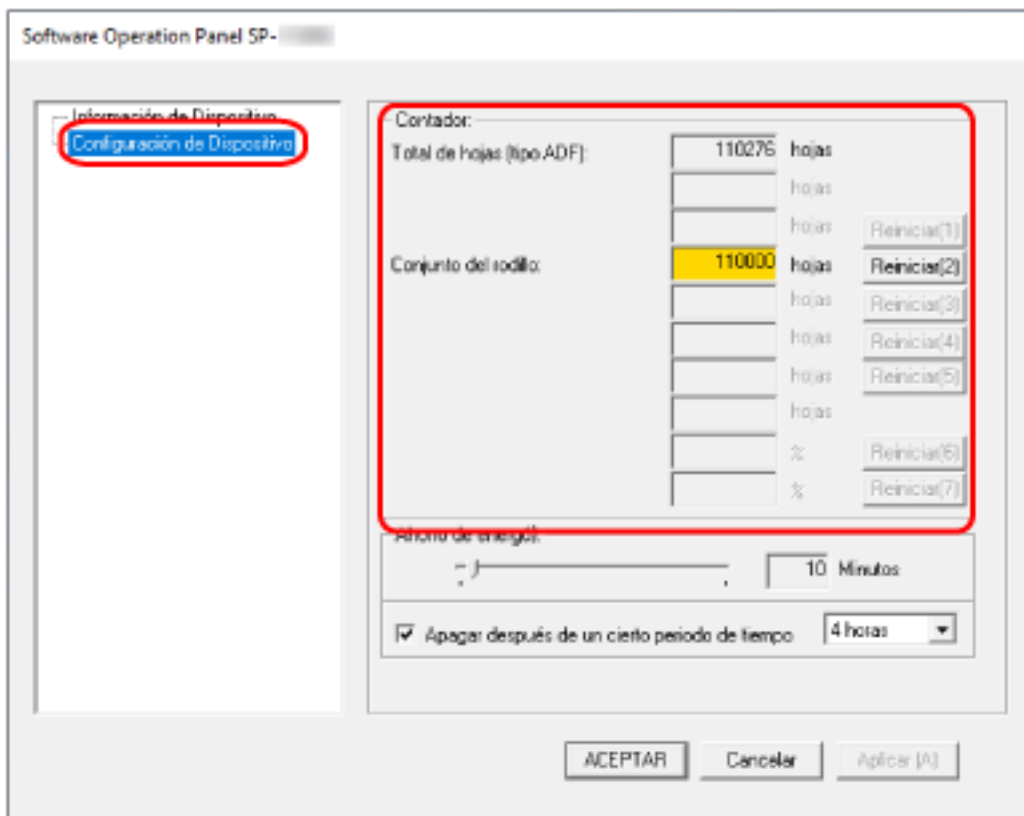 Software Operation Panel SP-
Información de Dispositivo
Configuración de Dispositivo
Contador:
Total de hojas (tipo ADF): 110276 hojas
hojas
hojas Reiniciar(1)
Conjunto del rodillo: 110000 hojas Reiniciar(2)
hojas Reiniciar(3)
hojas Reiniciar(4)
hojas Reiniciar(5)
hojas
% Reiniciar(6)
% Reiniciar(7)
Ahorro de
10 Minutos
Apagar después de un cierto periodo de tiempo 4 horas
ACEPTAR Cancelar Aplicar (A)